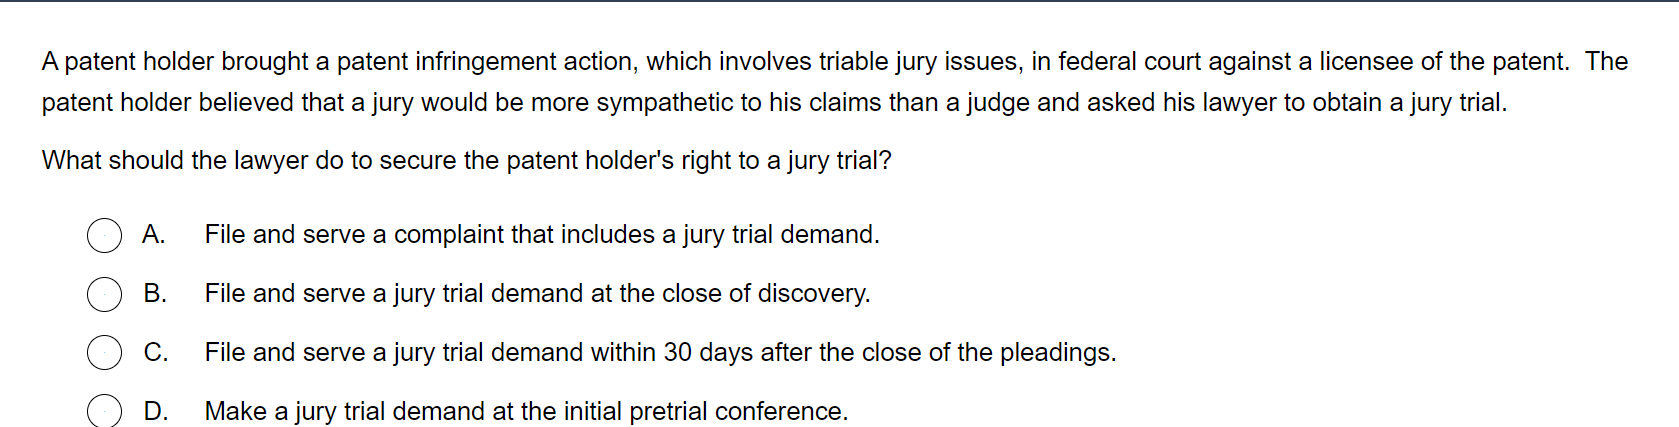 A patent holder brought a patent infringement action, which involves triable jury issues, in federal court against a licensee of the patent.  The
patent holder believed that a jury would be more sympathetic to his claims than a judge and asked his lawyer to obtain a jury trial.
What should the lawyer do to secure the patent holder's right to a jury trial?
A. File and serve a complaint that includes a jury trial demand.
B. File and serve a jury trial demand at the close of discovery.
C. File and serve a jury trial demand within 30 days after the close of the pleadings.
D. Make a jury trial demand at the initial pretrial conference.